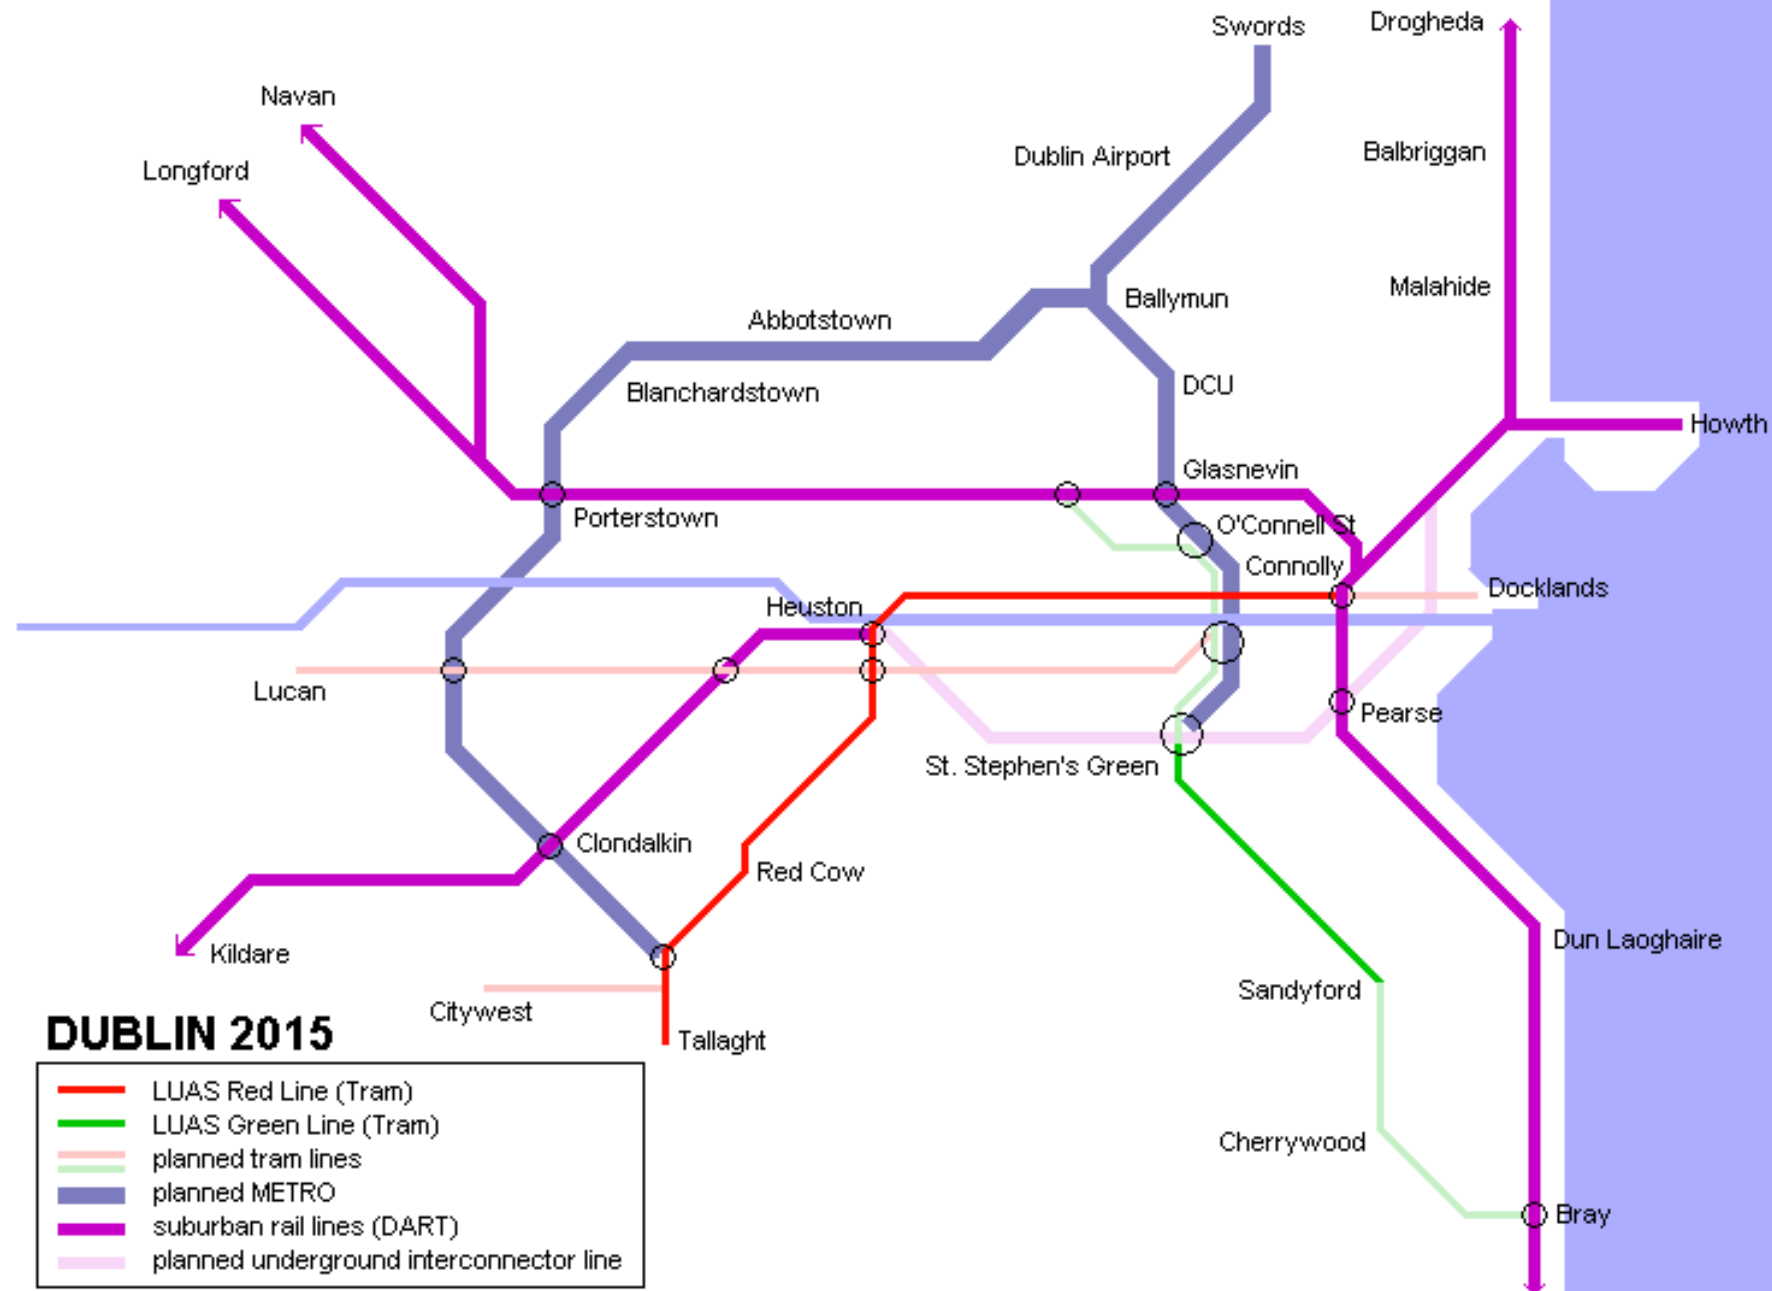 Swords
Drogheda
Navan
Balbriggan
Dublin Airport
Longford
Malahide
Ballymun
Abbotstown
DCU
Blanchardstown
Howth
Glasnevin
Porterstown
O'Connell St
Connolly
Docklands
Heuston
Lucan
Pearse
St. Stephen's Green
Clondalkin
Red Cow
Dun Laoghaire
Kildare
Sandyford
Citywest
Tallaght
Cherrywood
Bray
DUBLIN 2015
LUAS Red Line (Tram)
LUAS Green Line (Tram)
planned tram lines
planned METRO
suburban rail lines (DART)
planned underground interconnector line